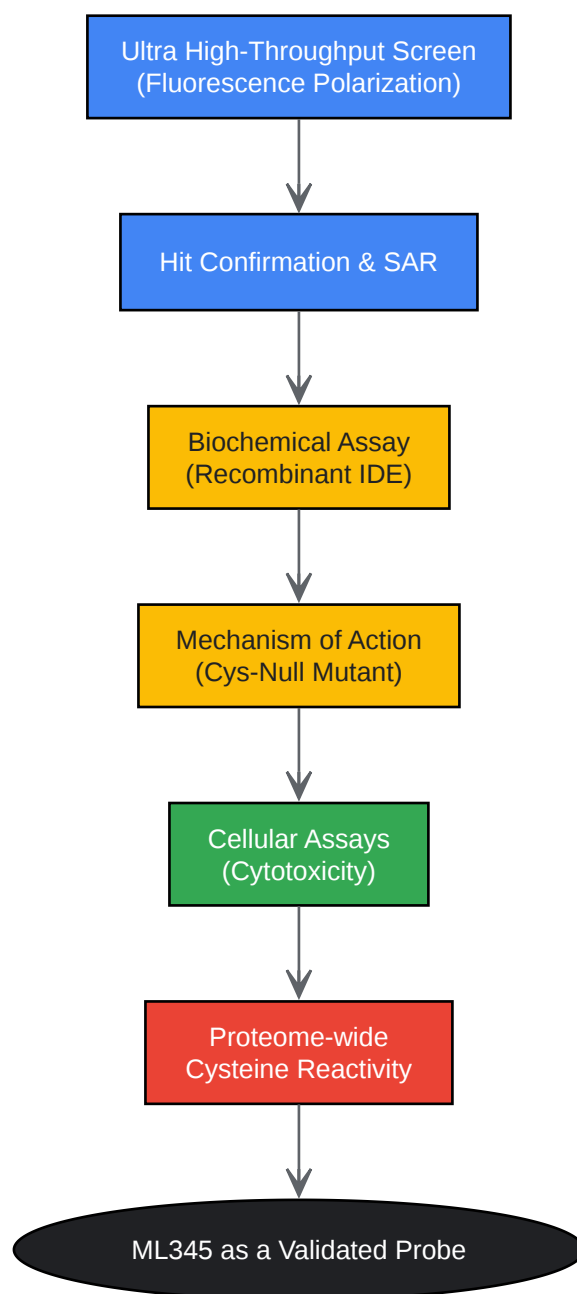 Ultra High-Throughput Screen
(Fluorescence Polarization)
Hit Confirmation & SAR
Biochemical Assay
(Recombinant IDE)
Mechanism of Action
(Cys-Null Mutant)
Cellular Assays
(Cytotoxicity)
Proteome-wide
Cysteine Reactivity
ML345 as a Validated Probe